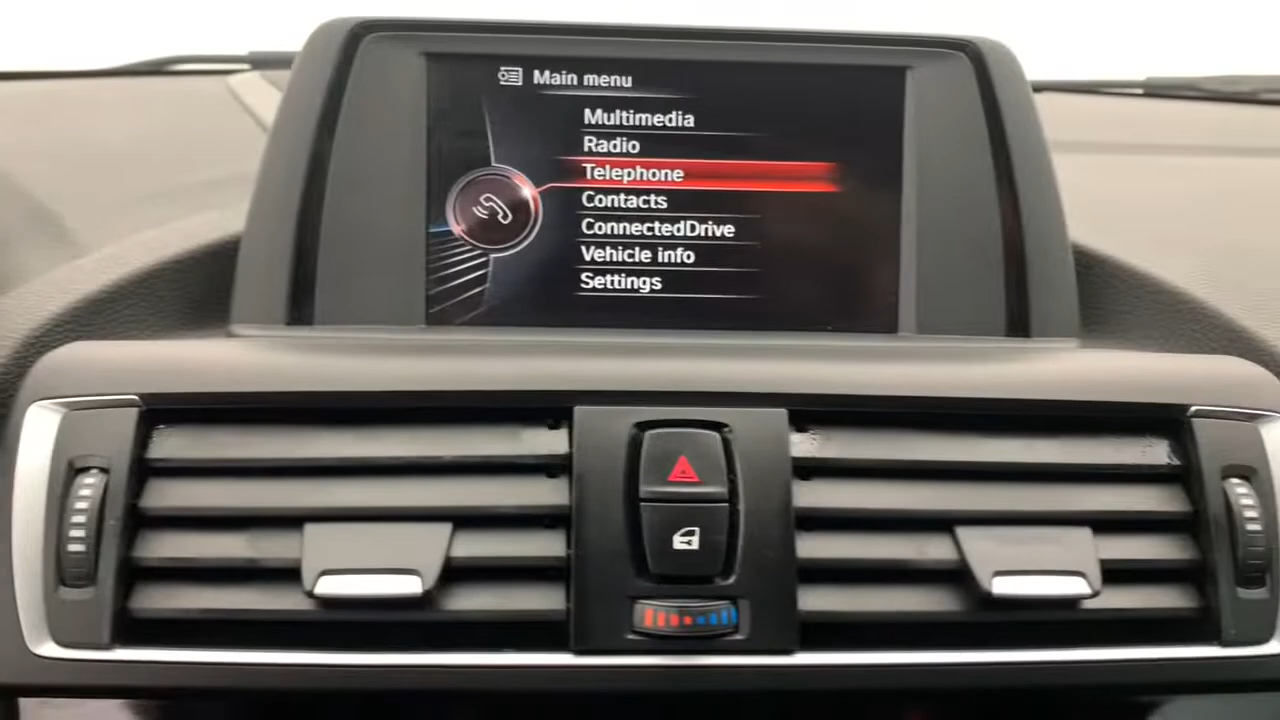 Main menu
Multimedia
Radio
Telephone
Contacts
ConnectedDrive
Vehicle info
Settings